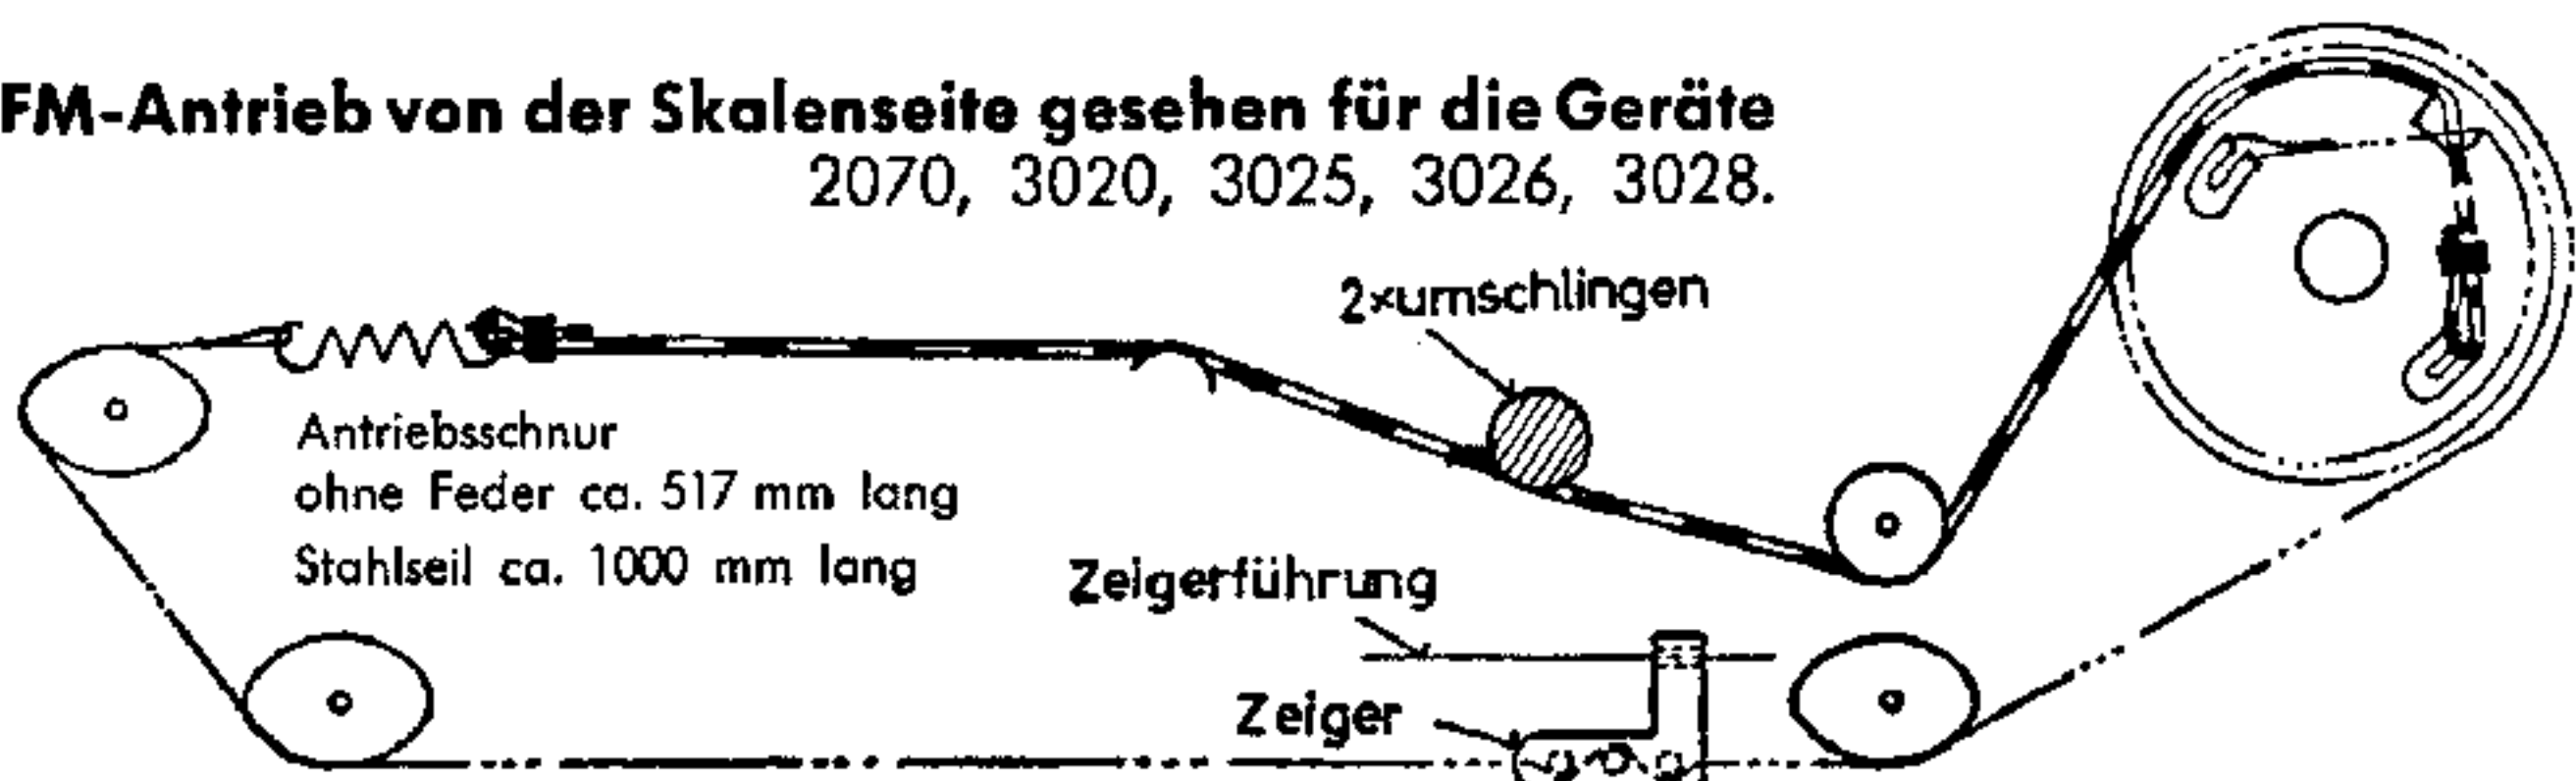 FM-Antrieb von der Skalenseite gesehen für die Geräte
2070, 3020, 3025, 3026, 3028.
2×umschlingen
Antriebsschnur
ohne Feder ca. 517 mm lang
Stahlseil ca. 1000 mm lang
Zeigerführung
Zeiger